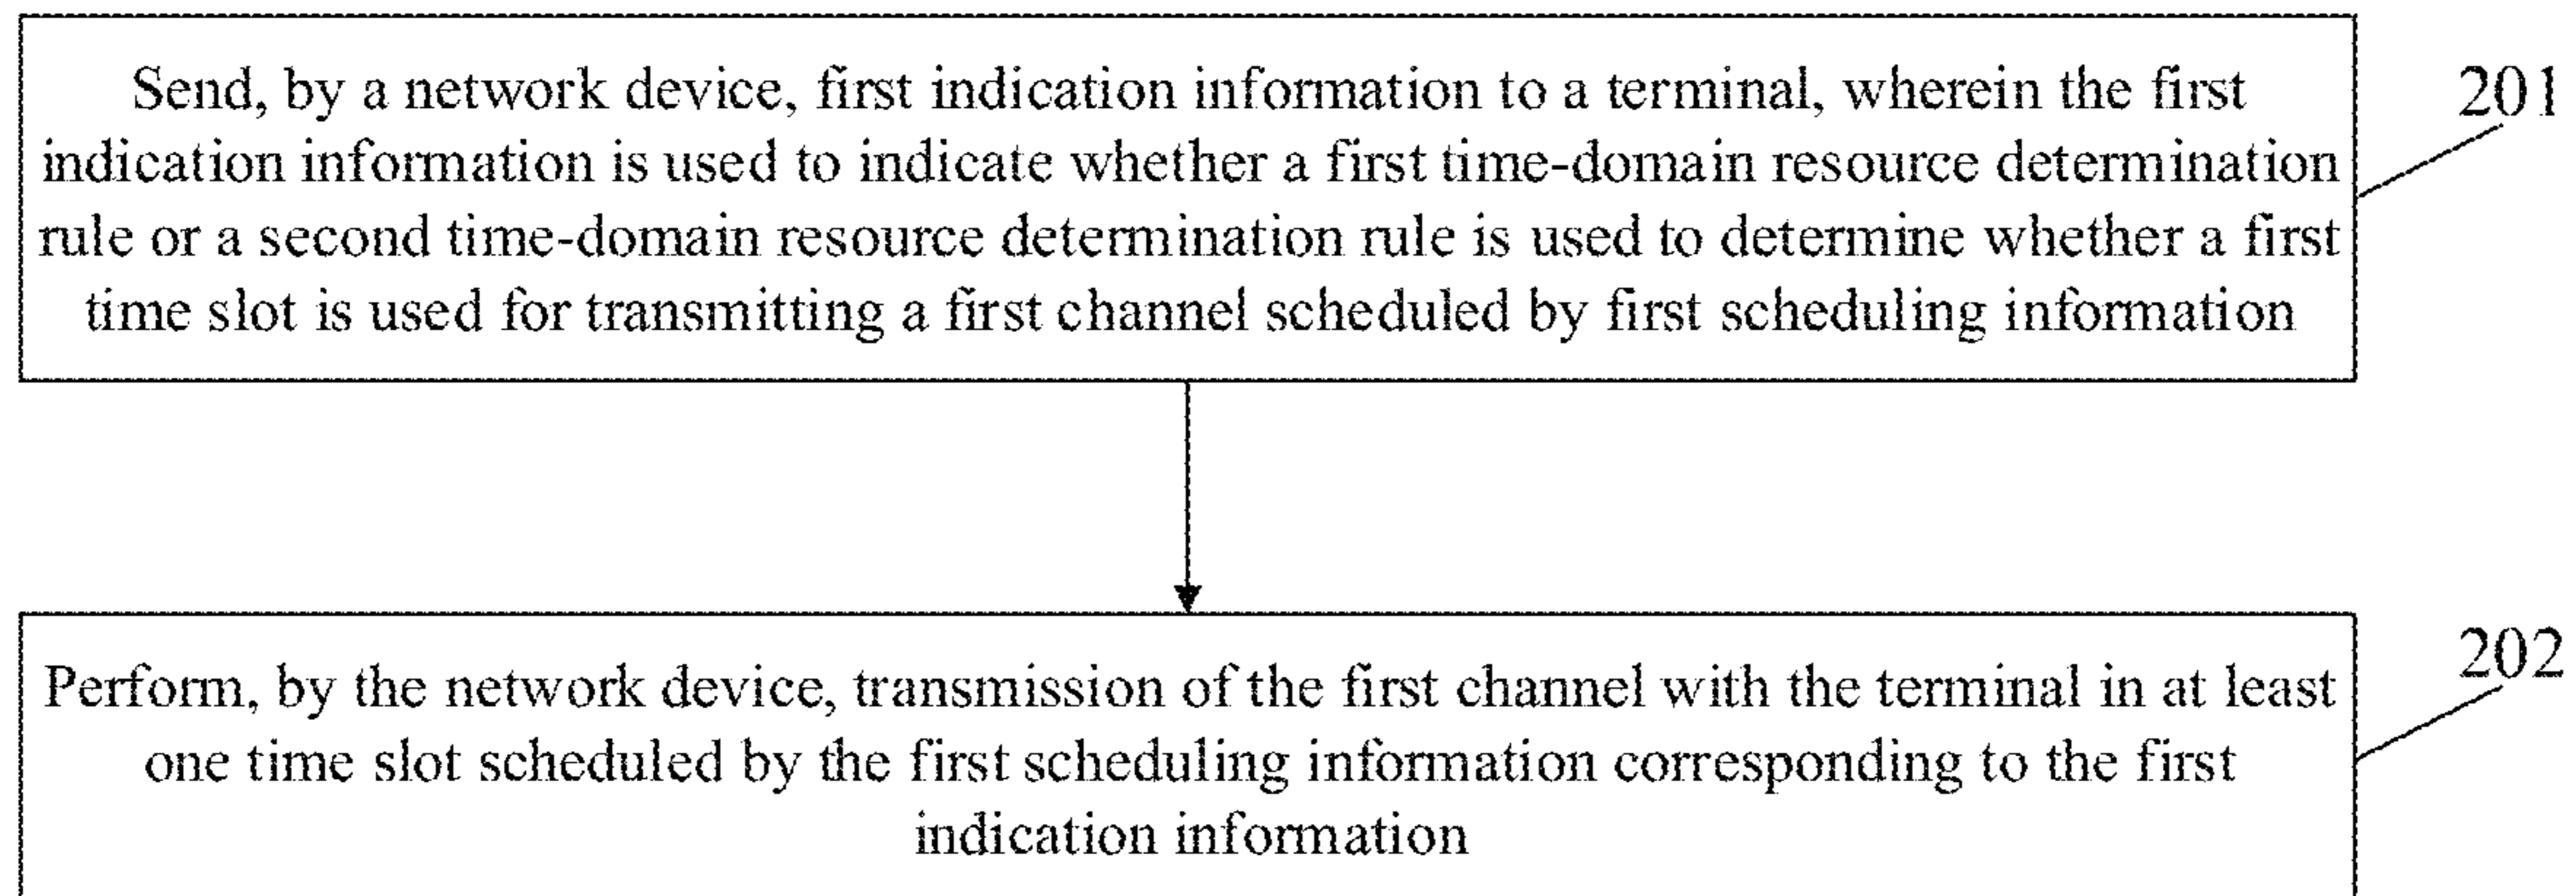 Send, by a network device, first indication information to a terminal, wherein the first
indication information is used to indicate whether a first time-domain resource determination
rule or a second time-domain resource determination rule is used to determine whether a first
time slot is used for transmitting a first channel scheduled by first scheduling information
201
Perform, by the network device, transmission of the first channel with the terminal in at least
one time slot scheduled by the first scheduling information corresponding to the first
indication information
202